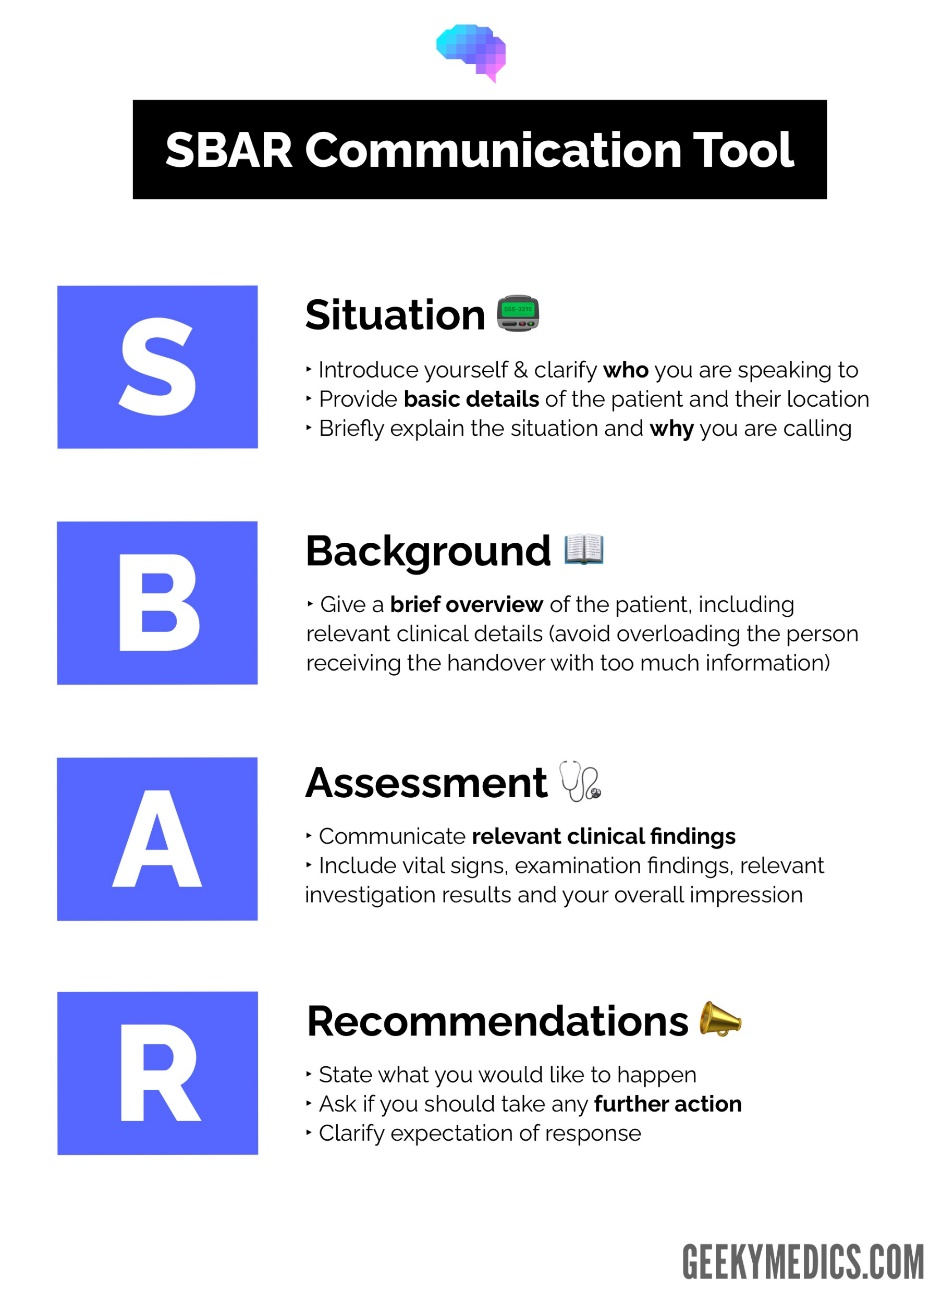 SBAR Communication Tool
S
Situation
‣ Introduce yourself & clarify who you are speaking to
‣ Provide basic details of the patient and their location
‣ Briefly explain the situation and why you are calling
B
Background
‣ Give a brief overview of the patient, including
relevant clinical details (avoid overloading the person
receiving the handover with too much information)
A
Assessment
‣ Communicate relevant clinical findings
‣ Include vital signs, examination findings, relevant
investigation results and your overall impression
R
Recommendations
‣ State what you would like to happen
‣ Ask if you should take any further action
‣ Clarify expectation of response
GEEKYMEDICS.COM